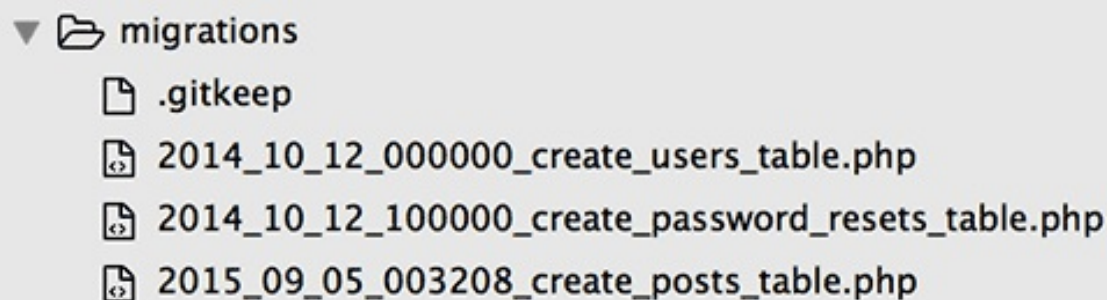 migrations
.gitkeep
2014_10_12_000000_create_users_table.php
2014_10_12_100000_create_password_resets_table.php
2015_09_05_003208_create_posts_table.php